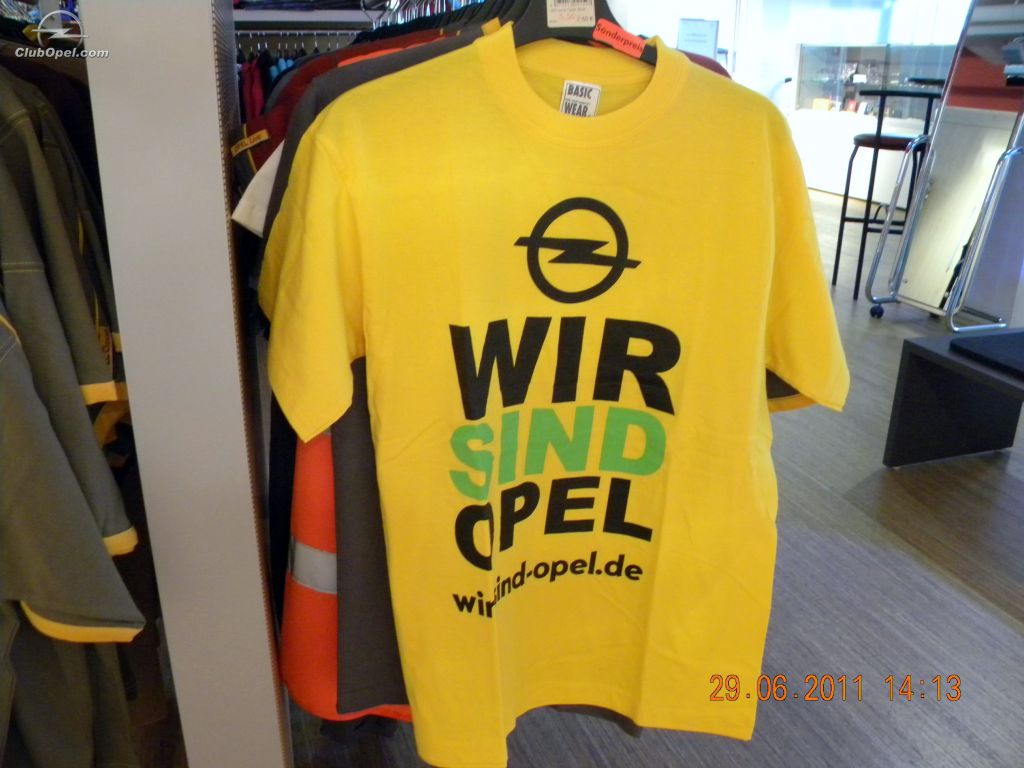 ClubOpel.com
Sonderpreis
BASIC
WEAR
WIR
SIND
OPEL
wir-sind-opel.de
29.06.2011 14:13